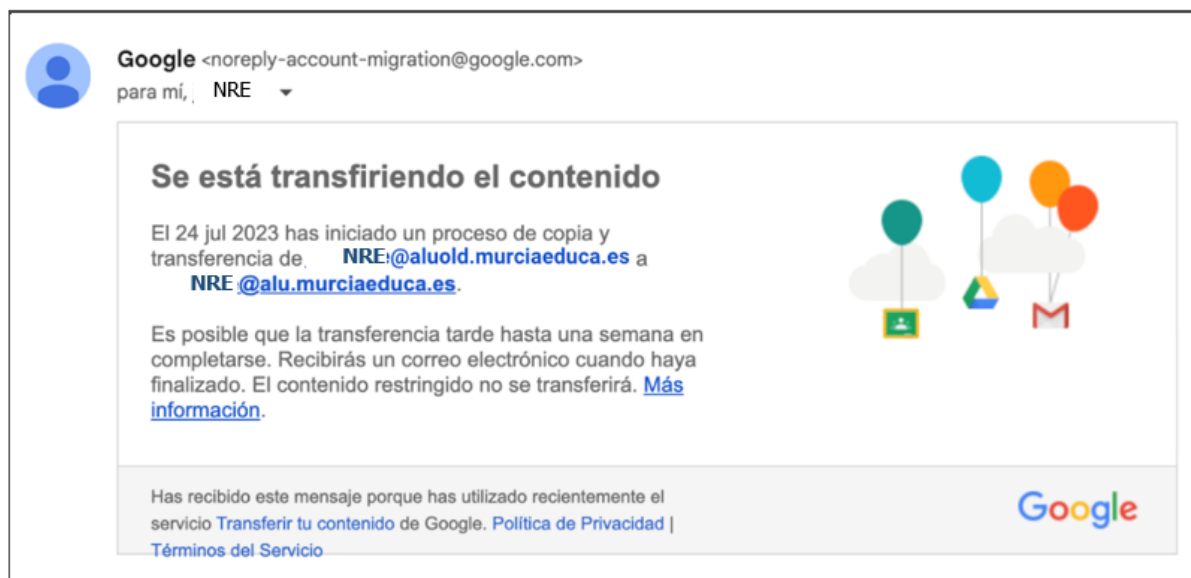 Google <noreply-account-migration@google.com>
para mí, NRE
Se está transfiriendo el contenido
El 24 jul 2023 has iniciado un proceso de copia y
transferencia de, NRE:@aluold.murciaeduca.es a
NRE @alu.murciaeduca.es.
Es posible que la transferencia tarde hasta una semana en
completarse. Recibirás un correo electrónico cuando haya
finalizado. El contenido restringido no se transferirá. Más
información.
Has recibido este mensaje porque has utilizado recientemente el
servicio Transferir tu contenido de Google. Política de Privacidad |
Términos del Servicio
Google